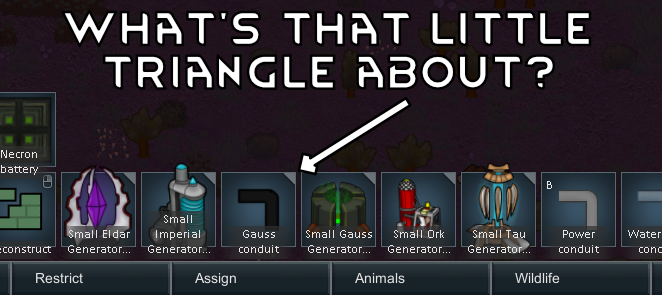 WHAT'S THAT LITTLE
TRIANGLE ABOUT?
Necron
battery
econstruct
Small Eldar
Generator...
Small
Imperial
Generator...
Gauss
conduit
Small Gauss
Generator...
Small Ork
Generator...
Small Tau
Generator...
B
Power
conduit
Water
con
Restrict
Assign
Animals
Wildlife